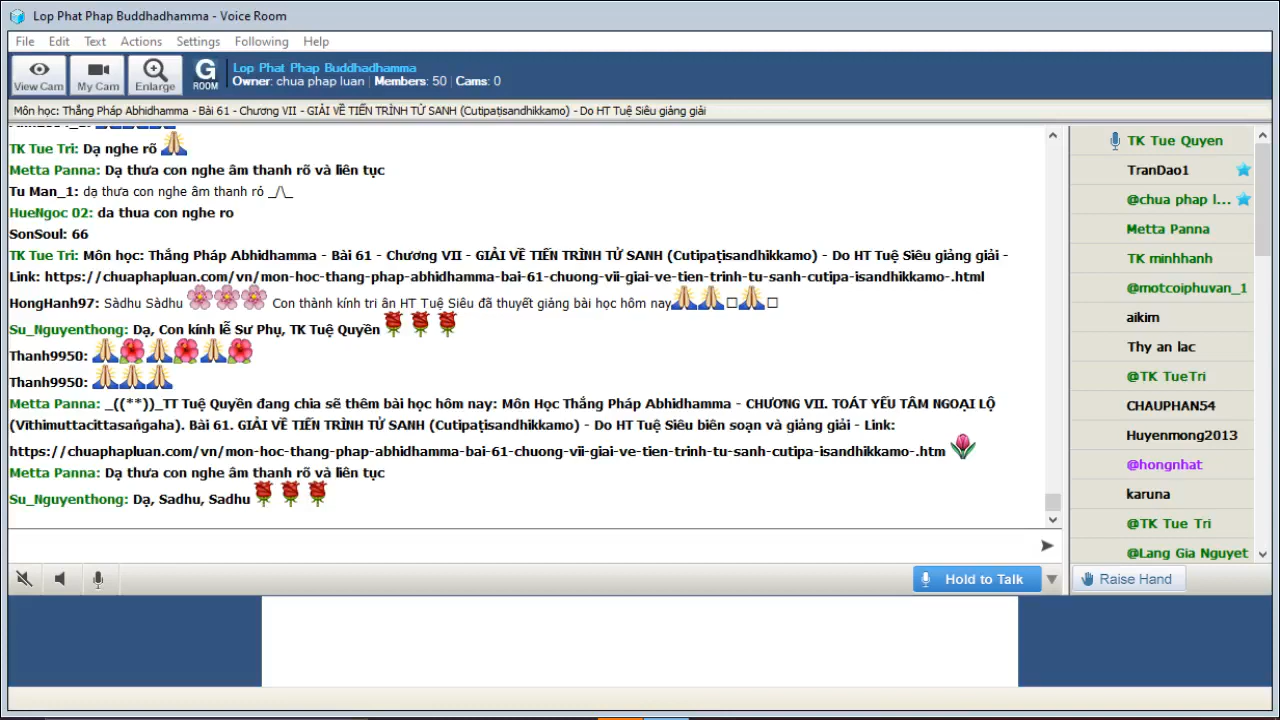 Lop Phat Phap Buddhadhamma - Voice Room
File Edit Text Actions Settings Following Help
View Cam My Cam Enlarge G ROOM
Lop Phat Phap Buddhadhamma
Owner: chua phap luan | Members: 50 | Cams: 0
Môn học: Thắng Pháp Abhidhamma - Bài 61 - Chương VII - GIẢI VỀ TIẾN TRÌNH TỬ SANH (Cutipaṭisandhikkamo) - Do HT Tuệ Siêu giảng giải
TK Tue Tri: Dạ nghe rõ
Metta Panna: Dạ thưa con nghe âm thanh rõ và liên tục
Tu Man_1: dạ thưa con nghe âm thanh rỏ _/\_
HueNgoc 02: da thua con nghe ro
SonSoul: 66
TK Tue Tri: Môn học: Thắng Pháp Abhidhamma - Bài 61 - Chương VII - GIẢI VỀ TIẾN TRÌNH TỬ SANH (Cutipaṭisandhikkamo) - Do HT Tuệ Siêu giảng giải -
Link: https://chuaphapluan.com/vn/mon-hoc-thang-phap-abhidhamma-bai-61-chuong-vii-giai-ve-tien-trinh-tu-sanh-cutipa-isandhikkamo-.html
HongHanh97: Sàdhu Sàdhu Con thành kính tri ân HT Tuệ Siêu đã thuyết giảng bài học hôm nay
Su_Nguyenthong: Dạ, Con kính lễ Sư Phụ, TK Tuệ Quyền
Thanh9950:
Thanh9950:
Metta Panna: _((**))_TT Tuệ Quyền đang chia sẽ thêm bài học hôm nay: Môn Học Thắng Pháp Abhidhamma - CHƯƠNG VII. TOÁT YẾU TÂM NGOẠI LỘ
(Vīthimuttacittasaṅgaha). Bài 61. GIẢI VỀ TIẾN TRÌNH TỬ SANH (Cutipaṭisandhikkamo) - Do HT Tuệ Siêu biên soạn và giảng giải - Link:
https://chuaphapluan.com/vn/mon-hoc-thang-phap-abhidhamma-bai-61-chuong-vii-giai-ve-tien-trinh-tu-sanh-cutipa-isandhikkamo-.htm
Metta Panna: Dạ thưa con nghe âm thanh rõ và liên tục
Su_Nguyenthong: Dạ, Sadhu, Sadhu
Hold to Talk
TK Tue Quyen
TranDao1
@chua phap l...
Metta Panna
TK minhhanh
@motcoiphuvan_1
aikim
Thy an lac
@TK TueTri
CHAUPHAN54
Huyenmong2013
@hongnhat
karuna
@TK Tue Tri
@Lang Gia Nguyet
Raise Hand